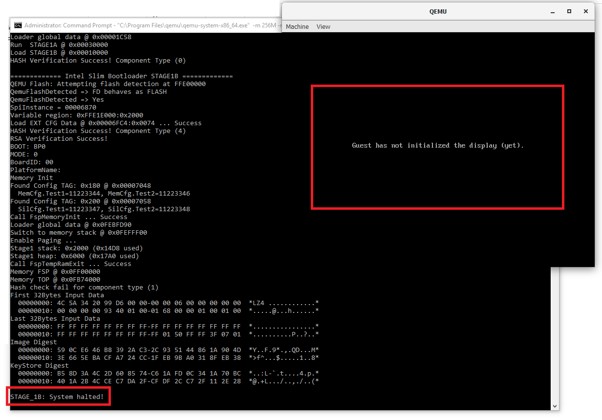 Administrator: Command Prompt - "C:\Program Files\qemu\qemu-system-x86_64.exe" -m 256M
QEMU
Machine View
Guest has not initialized the display (yet).
Loader global data @ 0x00001C58
Run STAGE1A @ 0x00030000
Load STAGE1B @ 0x00010000
HASH Verification Success! Component Type (0)
============= Intel Slim Bootloader STAGE1B =============
QEMU Flash: Attempting flash detection at FFE00000
QemuFlashDetected => FD behaves as FLASH
QemuFlashDetected => Yes
SpiInstance = 00006870
Variable region: 0xFFE1E000:0x2000
Load EXT CFG Data @ 0x00006FC4:0x0074 ... Success
HASH Verification Success! Component Type (4)
RSA Verification Success!
BOOT: BP0
MODE: 0
BoardID: 00
PlatformName:
Memory Init
Found Config TAG: 0x180 @ 0x00007048
MemCfg.Test1=11223344, MemCfg.Test2=11223346
Found Config TAG: 0x200 @ 0x00007058
SilCfg.Test1=11223347, SilCfg.Test2=11223348
Call FspMemoryInit ... Success
Loader global data @ 0x0FEBFD90
Switch to memory stack @ 0x0FEFFF00
Enable Paging ...
Stage1 stack: 0x2000 (0x14D8 used)
Stage1 heap: 0x6000 (0x17A0 used)
Call FspTempRamExit ... Success
Memory FSP @ 0x0FF00000
Memory TOP @ 0x0FB74000
Hash check fail for component type (1)
First 32Bytes Input Data
00000000: 4C 5A 34 20 99 D6 00 00-00 00 06 00 00 00 00 00 *LZ4 ............*
00000010: 00 00 00 00 93 40 01 00-01 68 00 00 01 00 01 00 *.....@...h......*
Last 32Bytes Input Data
00000000: FF FF FF FF FF FF FF FF-FF FF FF FF FF FF FF FF *................*
00000010: FF FF FF FF FF FF FF FF-FF 01 50 FF FF 3F 07 01 *..........P..?..*
Image Digest
00000000: 59 0C E6 46 B8 39 2A C3-2C 93 51 44 86 1A 90 4D *Y..F.9*.,.QD...M*
00000010: 3E 66 5E BA CF A7 24 CC-1F EB 9B A0 31 8F EB 38 *>f^...$.....1..8*
KeyStore Digest
00000000: B5 8D 3A 4C 2D 60 85 74-C6 1A FD 0C 34 1A 70 BC *..:L-`.t....4.p.*
00000010: 40 1A 2B 4C CE C7 DA 2F-CF DF 2C C7 2F 11 2E 28 *@.+L.../..,./..(*
STAGE_1B: System halted!